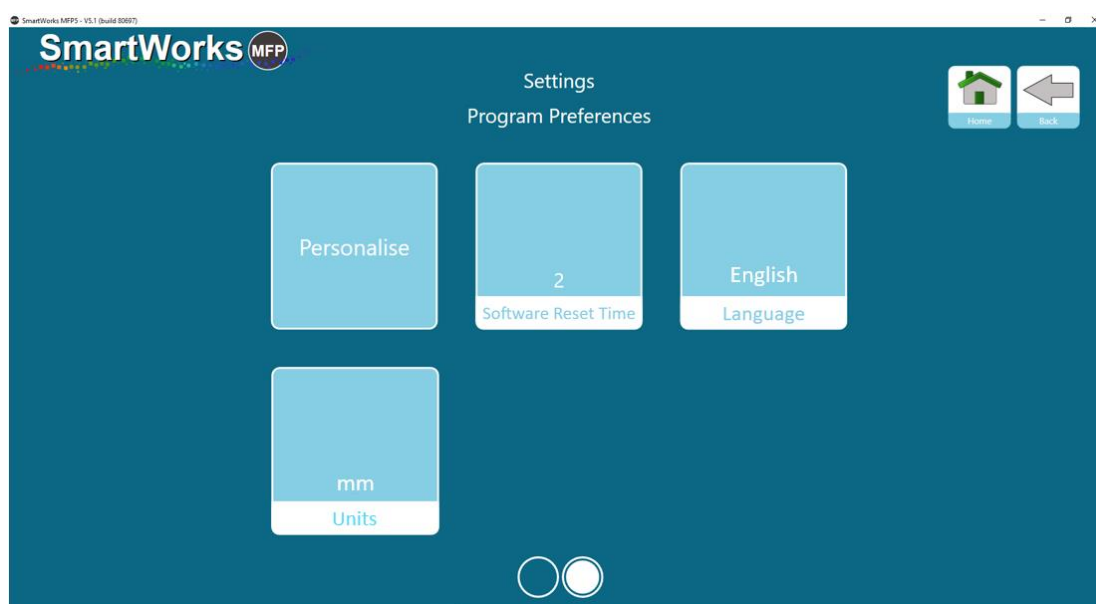 SmartWorks MFP5 - V5.1 (build 80697)
SmartWorks MFP
Settings
Program Preferences
Home
Back
Personalise
2
Software Reset Time
English
Language
mm
Units